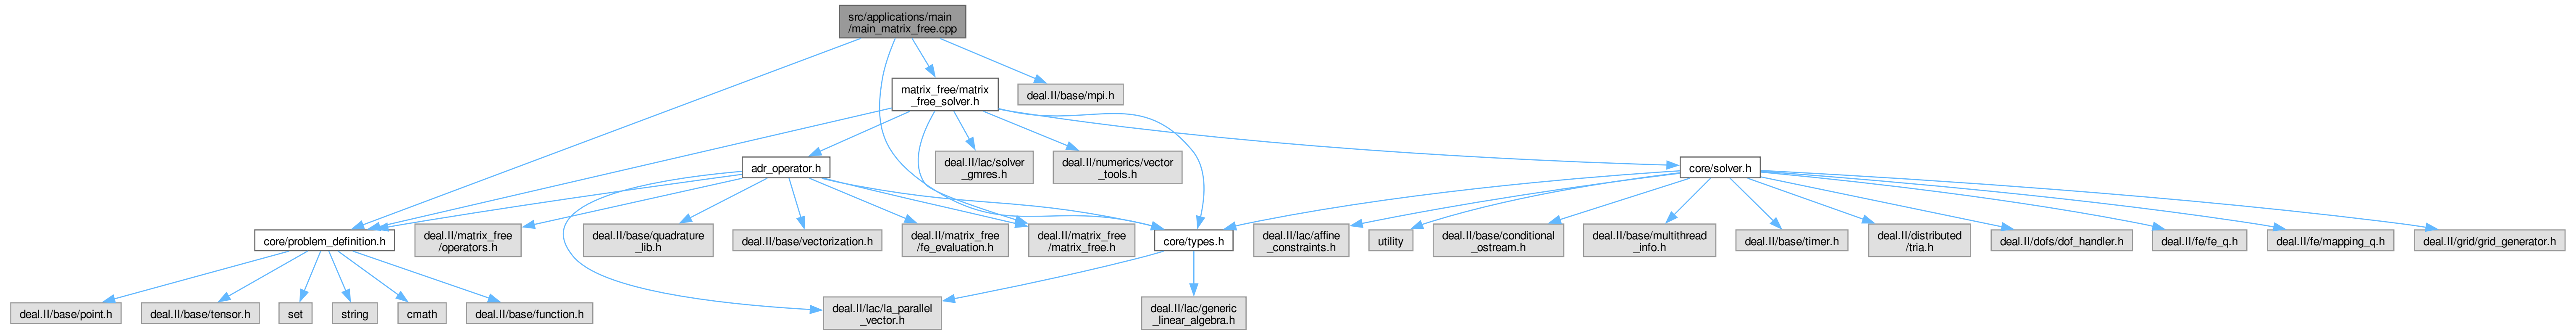 src/applications/main
/main_matrix_free.cpp
matrix_free/matrix
_free_solver.h
deal.II/base/mpi.h
adr_operator.h
deal.II/lac/solver
_gmres.h
deal.II/numerics/vector
_tools.h
core/solver.h
core/problem_definition.h
deal.II/matrix_free
/operators.h
deal.II/base/quadrature
_lib.h
deal.II/base/vectorization.h
deal.II/matrix_free
/fe_evaluation.h
deal.II/matrix_free
/matrix_free.h
core/types.h
deal.II/lac/affine
_constraints.h
utility
deal.II/base/conditional
_ostream.h
deal.II/base/multithread
_info.h
deal.II/base/timer.h
deal.II/distributed
/tria.h
deal.II/dofs/dof_handler.h
deal.II/fe/fe_q.h
deal.II/fe/mapping_q.h
deal.II/grid/grid_generator.h
deal.II/base/point.h
deal.II/base/tensor.h
set
string
cmath
deal.II/base/function.h
deal.II/lac/la_parallel
_vector.h
deal.II/lac/generic
_linear_algebra.h